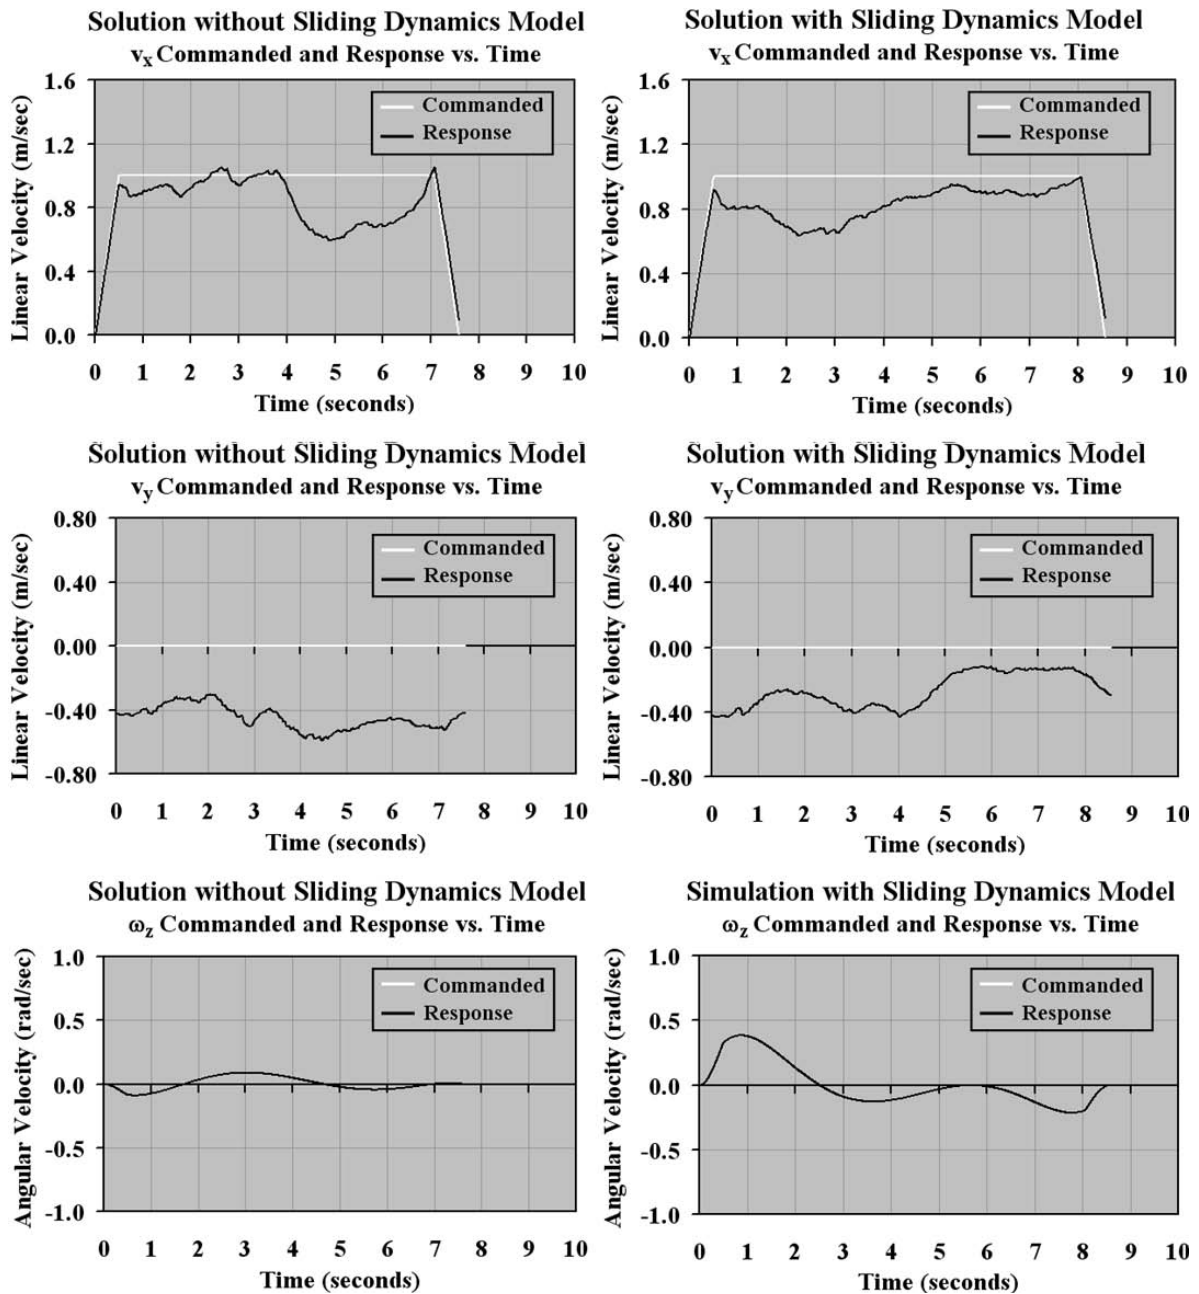 Solution without Sliding Dynamics Model
vx Commanded and Response vs. Time
Linear Velocity (m/sec)
1.6
1.2
0.8
0.4
0.0
Commanded
Response
0 1 2 3 4 5 6 7 8 9 10
Time (seconds)
Solution with Sliding Dynamics Model
vx Commanded and Response vs. Time
Linear Velocity (m/sec)
1.6
1.2
0.8
0.4
0.0
Commanded
Response
0 1 2 3 4 5 6 7 8 9 10
Time (seconds)
Solution without Sliding Dynamics Model
vy Commanded and Response vs. Time
Linear Velocity (m/sec)
0.80
0.40
0.00
-0.40
-0.80
Commanded
Response
0 1 2 3 4 5 6 7 8 9 10
Time (seconds)
Solution with Sliding Dynamics Model
vy Commanded and Response vs. Time
Linear Velocity (m/sec)
0.80
0.40
0.00
-0.40
-0.80
Commanded
Response
0 1 2 3 4 5 6 7 8 9 10
Time (seconds)
Solution without Sliding Dynamics Model
ωz Commanded and Response vs. Time
Angular Velocity (rad/sec)
1.0
0.5
0.0
-0.5
-1.0
Commanded
Response
0 1 2 3 4 5 6 7 8 9 10
Time (seconds)
Simulation with Sliding Dynamics Model
ωz Commanded and Response vs. Time
Angular Velocity (rad/sec)
1.0
0.5
0.0
-0.5
-1.0
Commanded
Response
0 1 2 3 4 5 6 7 8 9 10
Time (seconds)